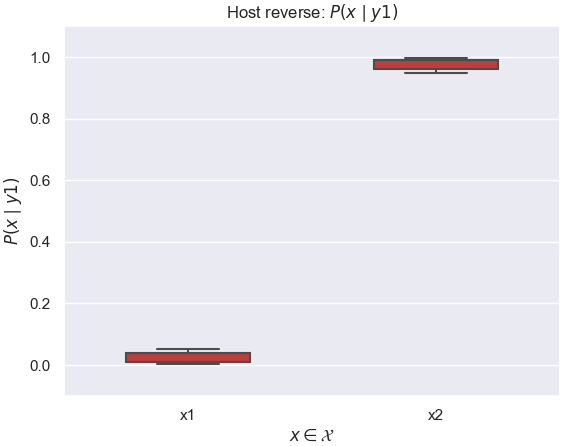 Host reverse: P(x | y1)
P(x | y1)
1.0
0.8
0.6
0.4
0.2
0.0
x1 x2
x ∈ 𝒳